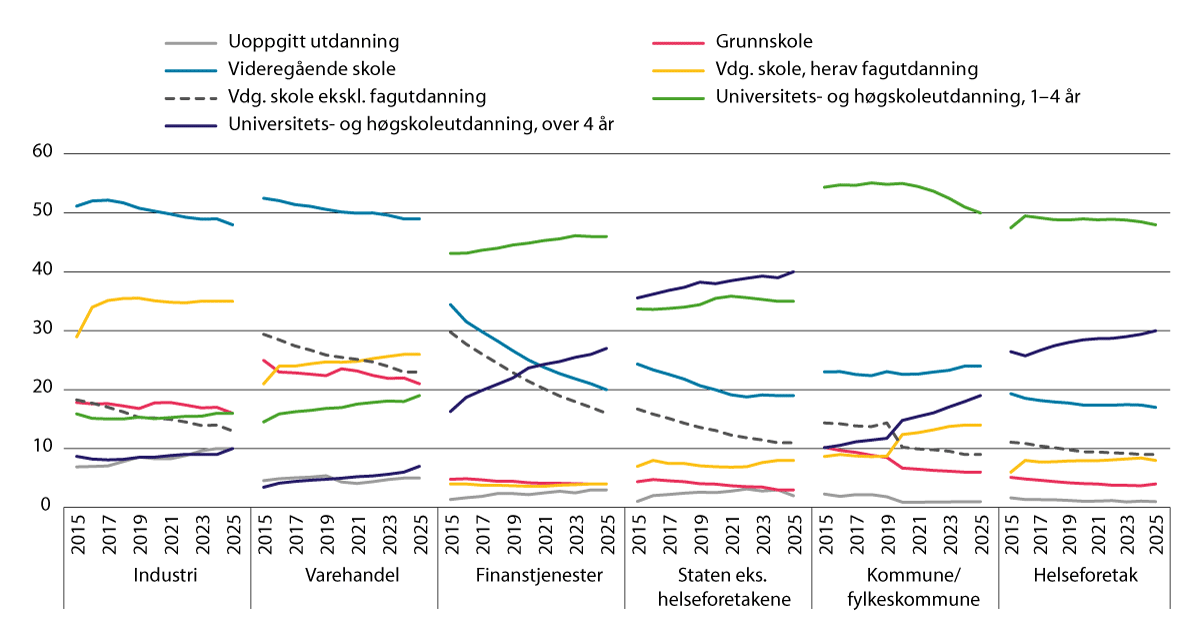 Uoppgitt utdanning
Grunnskole
Videregående skole
Vdg. skole, herav fagutdanning
Vdg. skole ekskl. fagutdanning
Universitets- og høgskoleutdanning, 1–4 år
Universitets- og høgskoleutdanning, over 4 år
60
50
40
30
20
10
0
2015 2017 2019 2021 2023 2025 2015 2017 2019 2021 2023 2025 2015 2017 2019 2021 2023 2025 2015 2017 2019 2021 2023 2025 2015 2017 2019 2021 2023 2025 2015 2017 2019 2021 2023 2025
Industri
Varehandel
Finanstjenester
Staten eks.
helseforetakene
Kommune/
fylkeskommune
Helseforetak